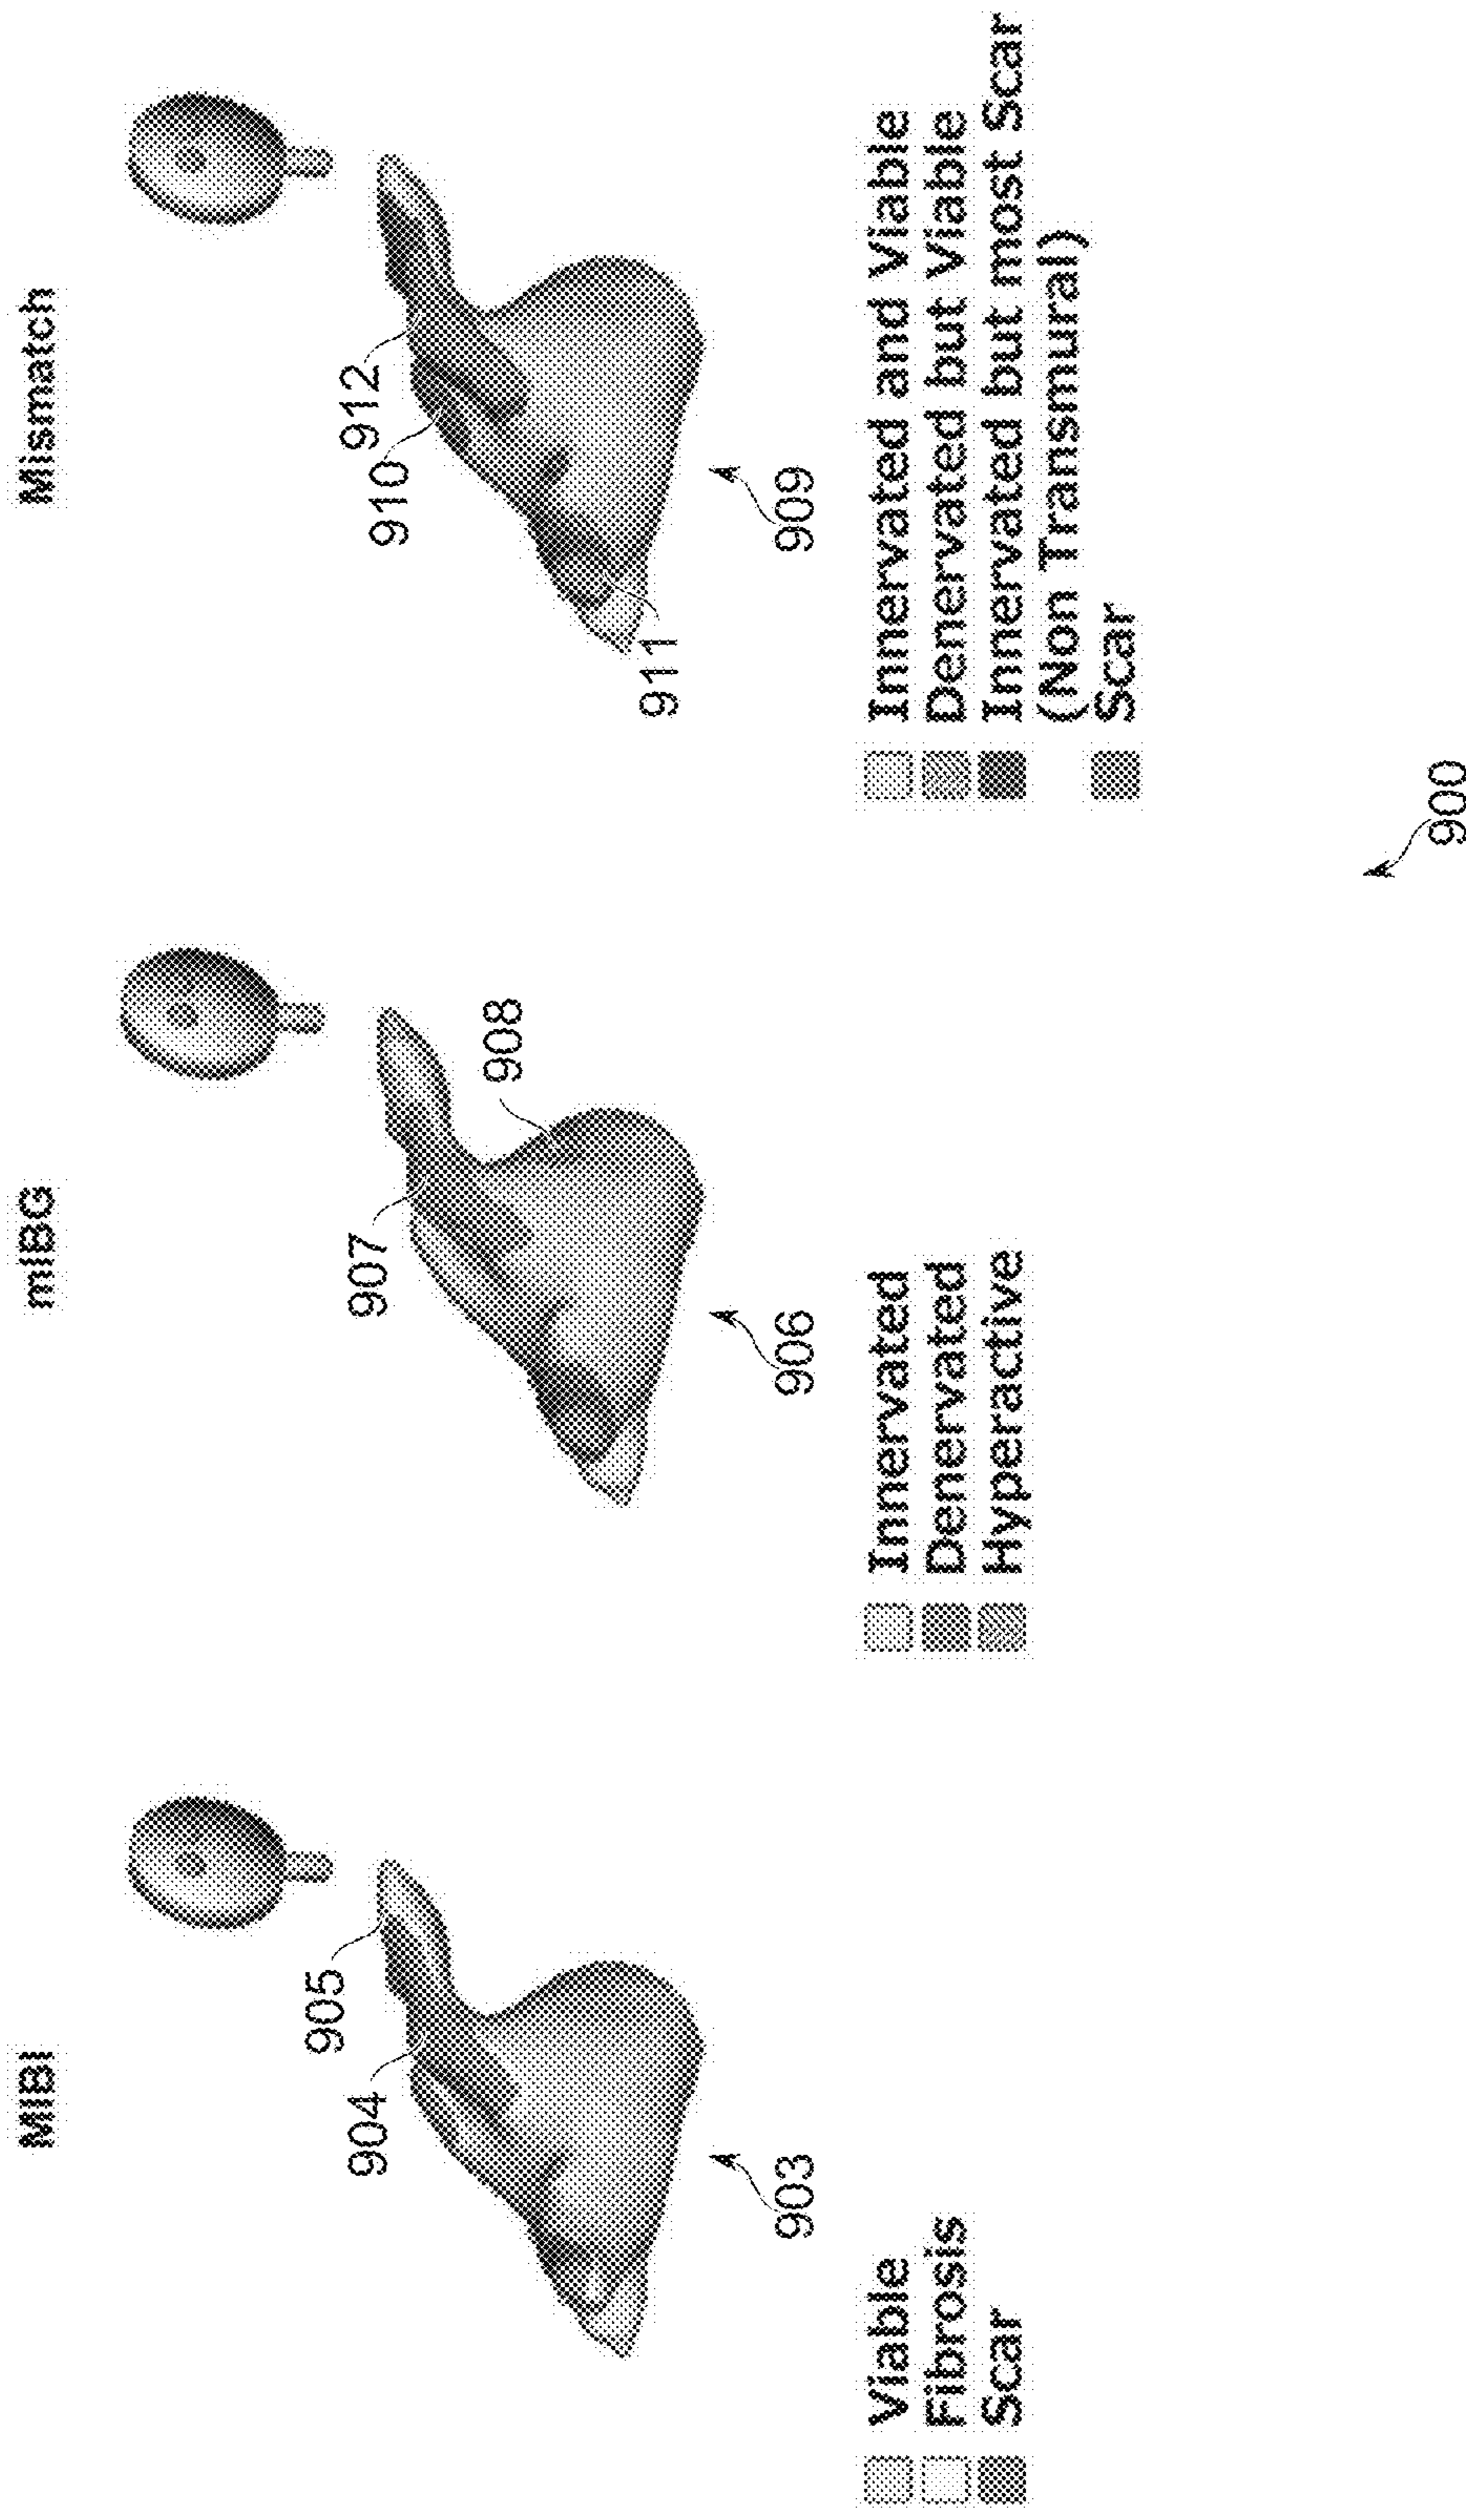 MIBI
905
904
903
Viable
Fibrosis
Scar
mIBG
907
908
906
Innervated
Denervated
Hyperactive
Mismatch
912
910
911
909
Innervated and Viable
Denervated but Viable
Innervated but most Scar
(Non Transmural)
Scar
900